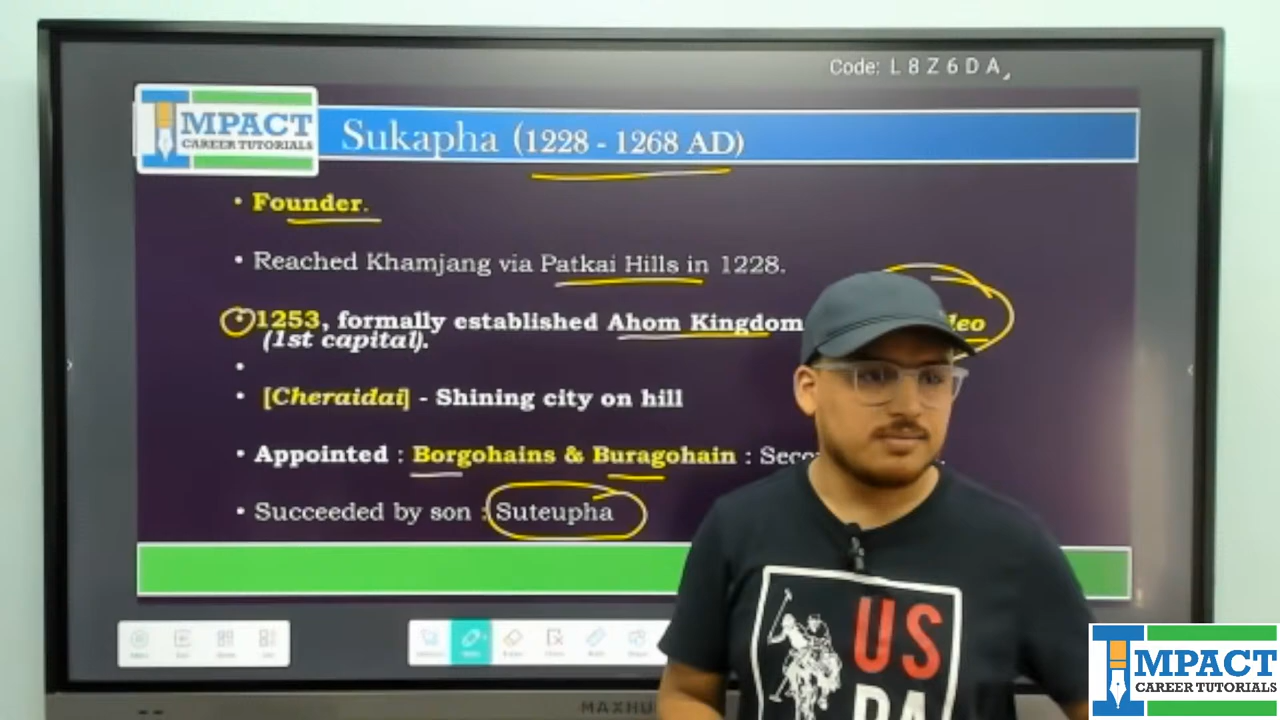 Code: L 8 Z 6 D A
IMPACT
CAREER TUTORIALS
Sukapha (1228 - 1268 AD)
• Founder.
• Reached Khamjang via Patkai Hills in 1228.
• 1253, formally established Ahom Kingdom
(1st capital).
•
• [Cheraidai] - Shining city on hill
• Appointed : Borgohains & Buragohain :
• Succeeded by son : Suteupha
US
IMPACT
CAREER TUTORIALS